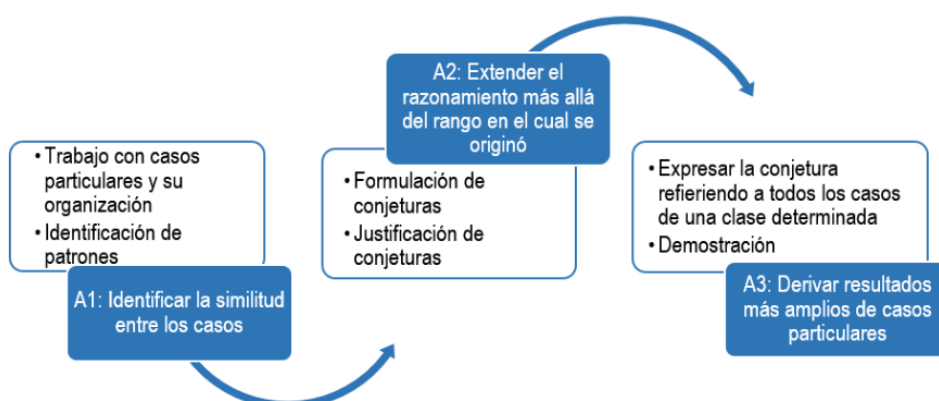 • Trabajo con casos
particulares y su
organización
• Identificación de
patrones
A1: Identificar la similitud
entre los casos
A2: Extender el
razonamiento más allá
del rango en el cual se
originó
• Formulación de
conjeturas
• Justificación de
conjeturas
• Expresar la conjetura
refiriendo a todos los casos
de una clase determinada
• Demostración
A3: Derivar resultados
más amplios de casos
particulares